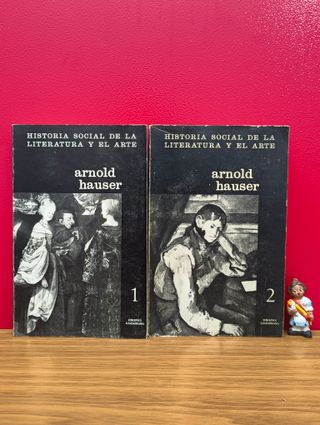 HISTORIA SOCIAL DE LA
LITERATURA Y EL ARTE
arnold
hauser
1
HISTORIA SOCIAL DE LA
LITERATURA Y EL ARTE
arnold
hauser
2